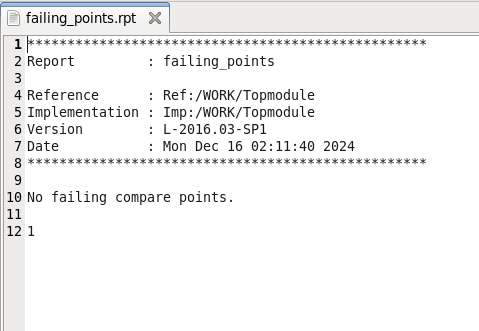 failing_points.rpt
1 **************************************************
2 Report         : failing_points
3
4 Reference      : Ref:/WORK/Topmodule
5 Implementation : Imp:/WORK/Topmodule
6 Version        : L-2016.03-SP1
7 Date           : Mon Dec 16 02:11:40 2024
8 **************************************************
9
10 No failing compare points.
11
12 1